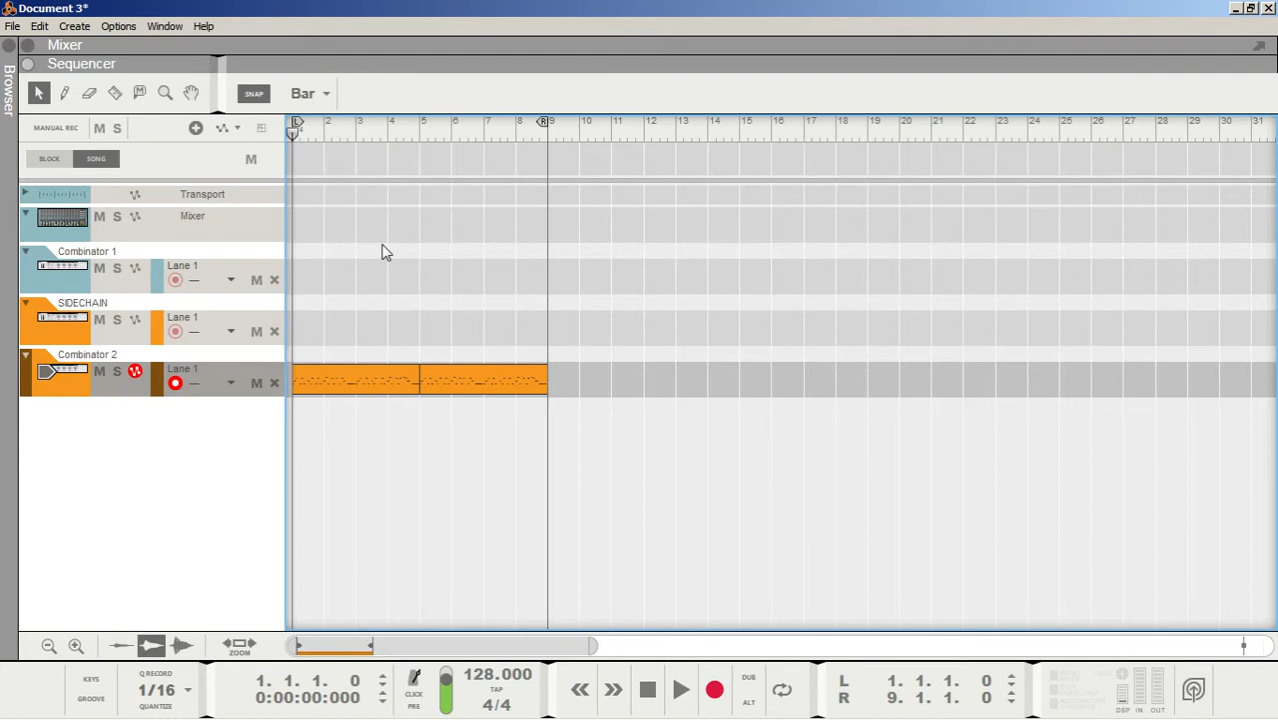 Document 3*
File Edit Create Options Window Help
Mixer
Browser
Sequencer
SNAP Bar
MANUAL REC M S
L 2 3 4 5 6 7 8 R 9 10 11 12 13 14 15 16 17 18 19 20 21 22 23 24 25 26 27 28 29 30 31
BLOCK SONG M
Transport
M S Mixer
Combinator 1
M S Lane 1
— M
SIDECHAIN
M S Lane 1
— M
Combinator 2
M S Lane 1
— M
ZOOM
KEYS
GROOVE
Q RECORD
1/16
QUANTIZE
1. 1. 1. 0
0:00:00:000
CLICK
PRE
128.000
TAP
4/4
DUB
ALT
L 1. 1. 1. 0
R 9. 1. 1. 0
DSP IN OUT